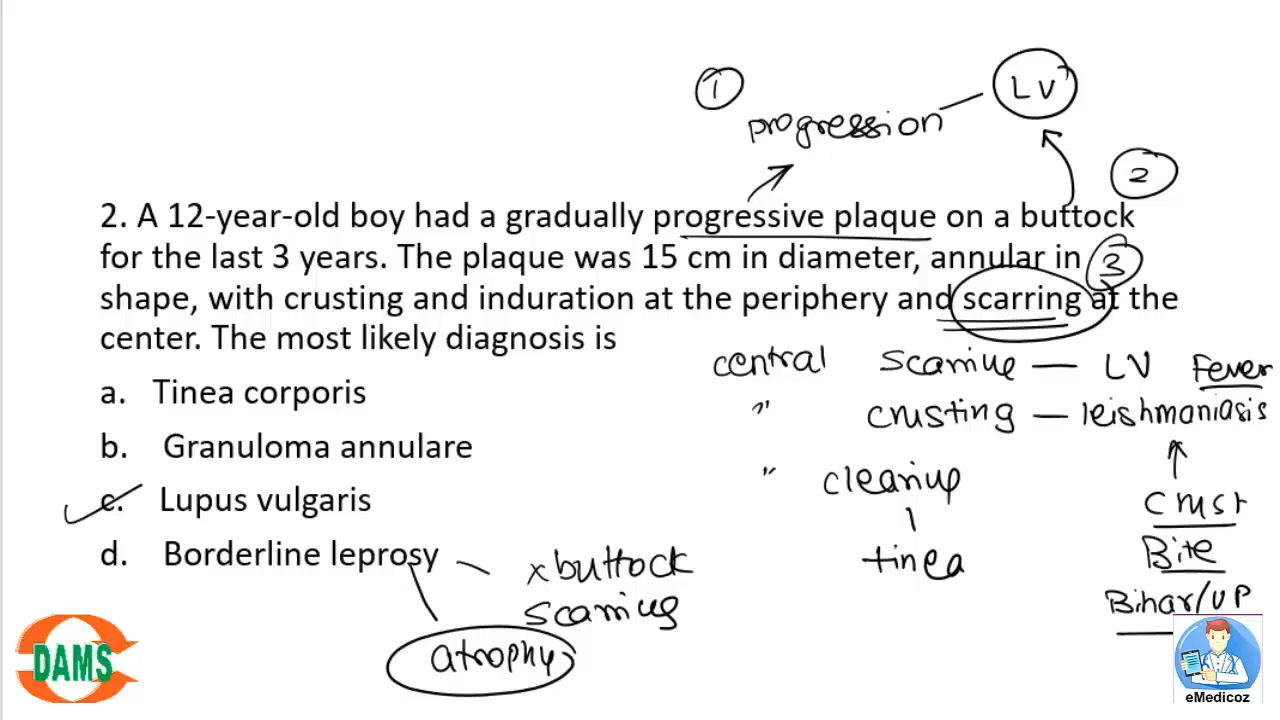 1
LV
progression
2
2. A 12-year-old boy had a gradually progressive plaque on a buttock
for the last 3 years. The plaque was 15 cm in diameter, annular in
3
shape, with crusting and induration at the periphery and scarring at the
center. The most likely diagnosis is
central scarring — LV Fever
" crusting — leishmaniasis
a. Tinea corporis
b. Granuloma annulare
" clearing
c. Lupus vulgaris
crust
d. Borderline leprosy
x buttock
tinea
Bite
scarring
Bihar/UP
atrophy
DAMS
eMedicoz